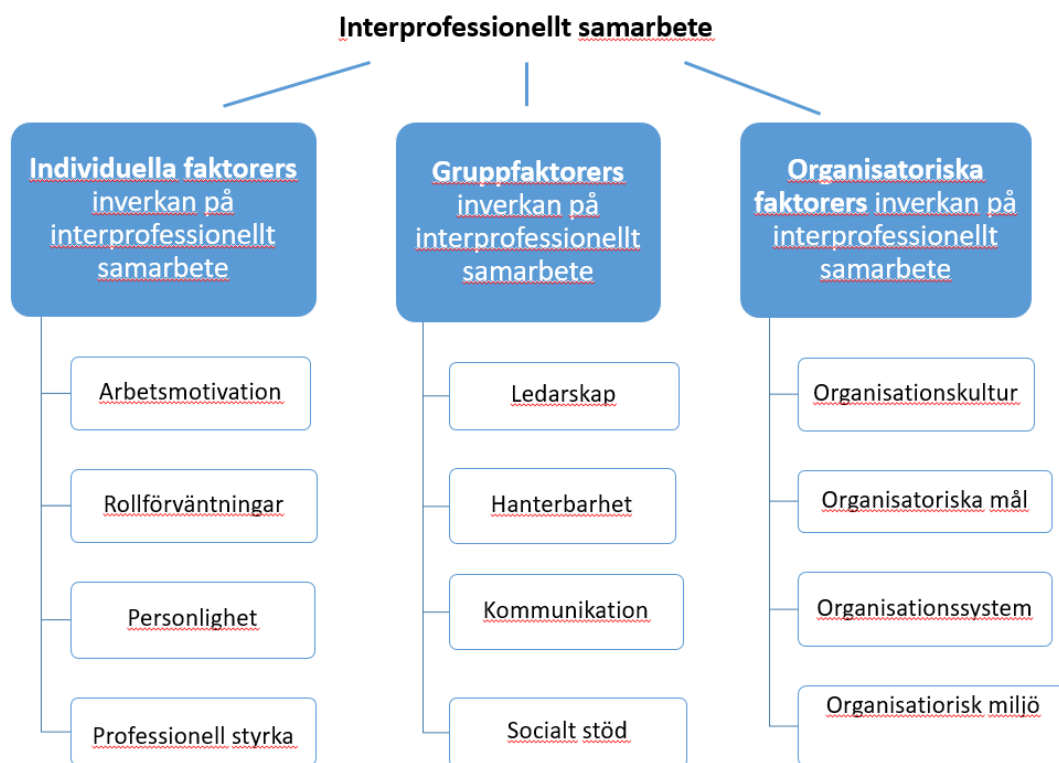 Interprofessionellt samarbete
Individuella faktorers
inverkan på
interprofessionellt
samarbete
Arbetsmotivation
Rollförväntningar
Personlighet
Professionell styrka
Gruppfaktorers
inverkan på
interprofessionellt
samarbete
Ledarskap
Hanterbarhet
Kommunikation
Socialt stöd
Organisatoriska
faktorers inverkan på
interprofessionellt
samarbete
Organisationskultur
Organisatoriska mål
Organisationssystem
Organisatiorisk miljö